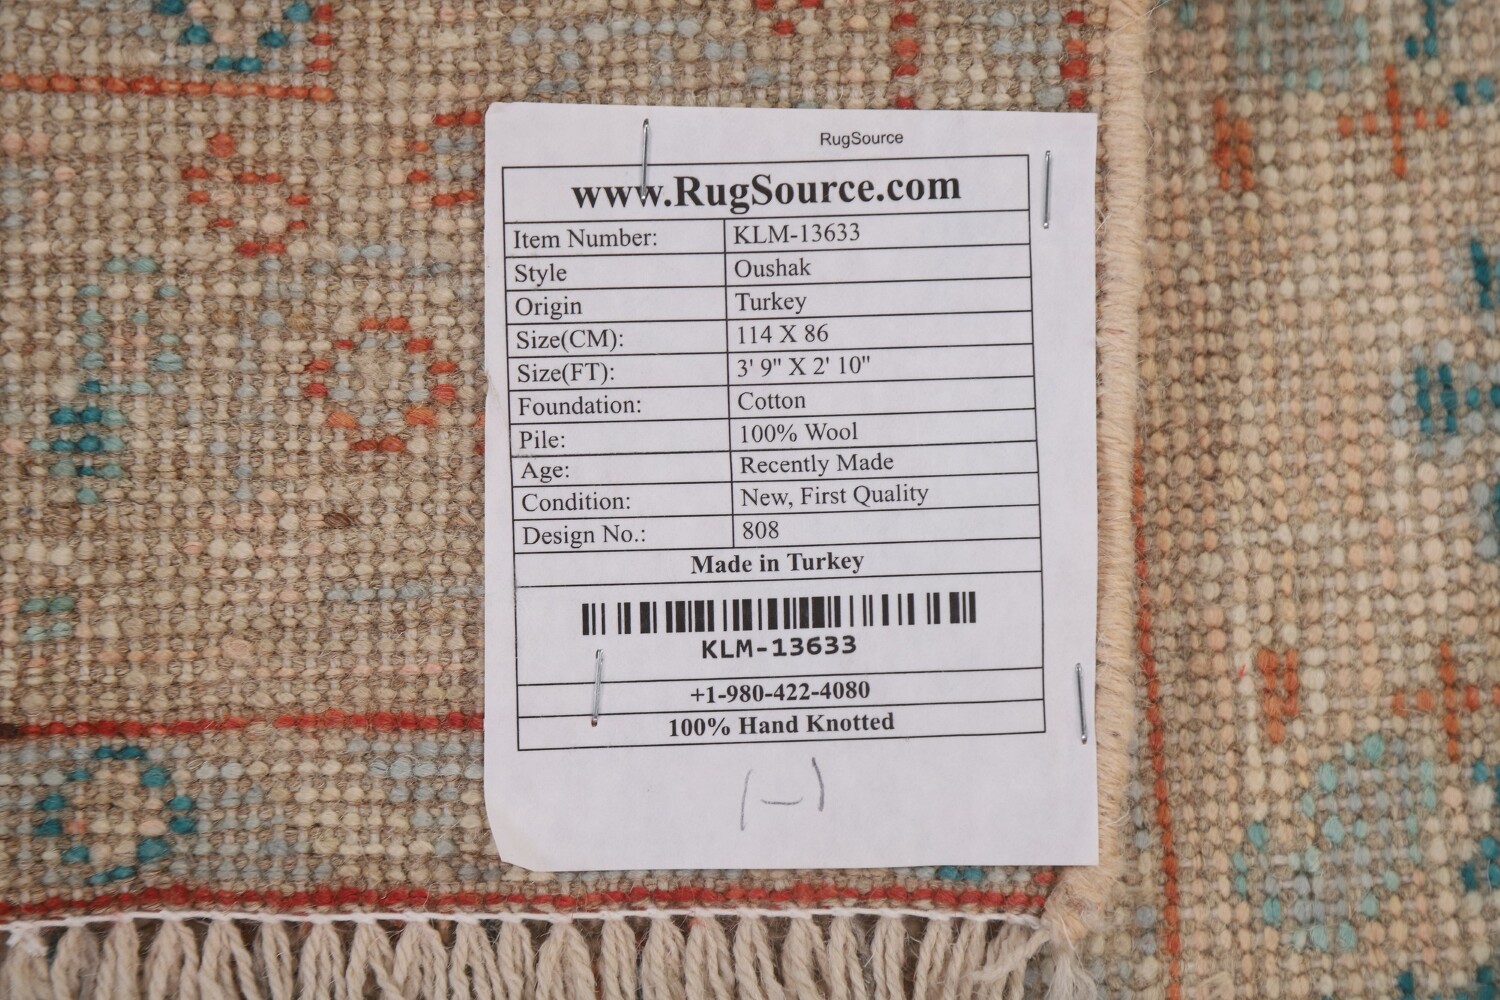 RugSource
www.RugSource.com
Item Number: KLM-13633
Style Oushak
Origin Turkey
Size(CM): 114 X 86
Size(FT): 3' 9" X 2' 10"
Foundation: Cotton
Pile: 100% Wool
Age: Recently Made
Condition: New, First Quality
Design No.: 808
Made in Turkey
KLM-13633
+1-980-422-4080
100% Hand Knotted
1-1